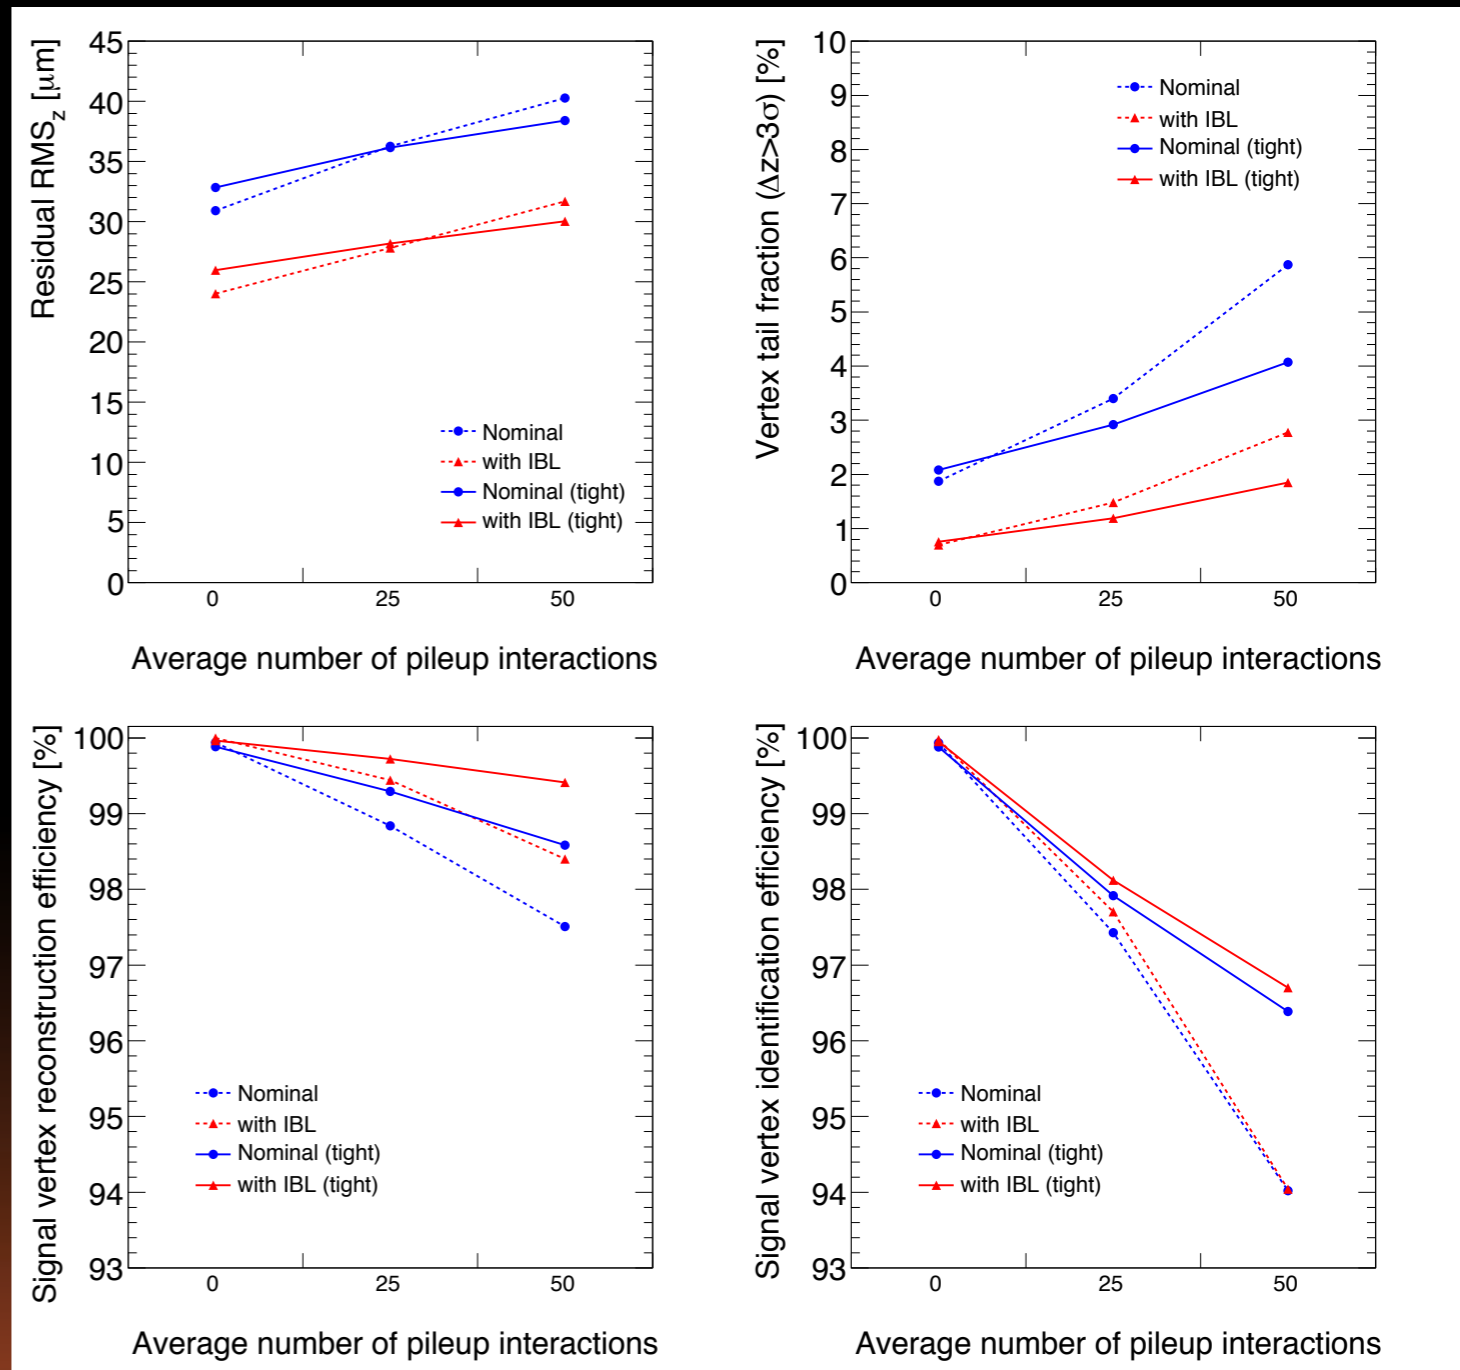 Residual RMSz [μm]
45
40
35
30
25
20
15
10
5
0
Nominal
with IBL
Nominal (tight)
with IBL (tight)
0 25 50
Average number of pileup interactions
Vertex tail fraction (Δz>3σ) [%]
10
9
8
7
6
5
4
3
2
1
0
Nominal
with IBL
Nominal (tight)
with IBL (tight)
0 25 50
Average number of pileup interactions
Signal vertex reconstruction efficiency [%]
100
99
98
97
96
95
94
93
Nominal
with IBL
Nominal (tight)
with IBL (tight)
0 25 50
Average number of pileup interactions
Signal vertex identification efficiency [%]
100
99
98
97
96
95
94
93
Nominal
with IBL
Nominal (tight)
with IBL (tight)
0 25 50
Average number of pileup interactions